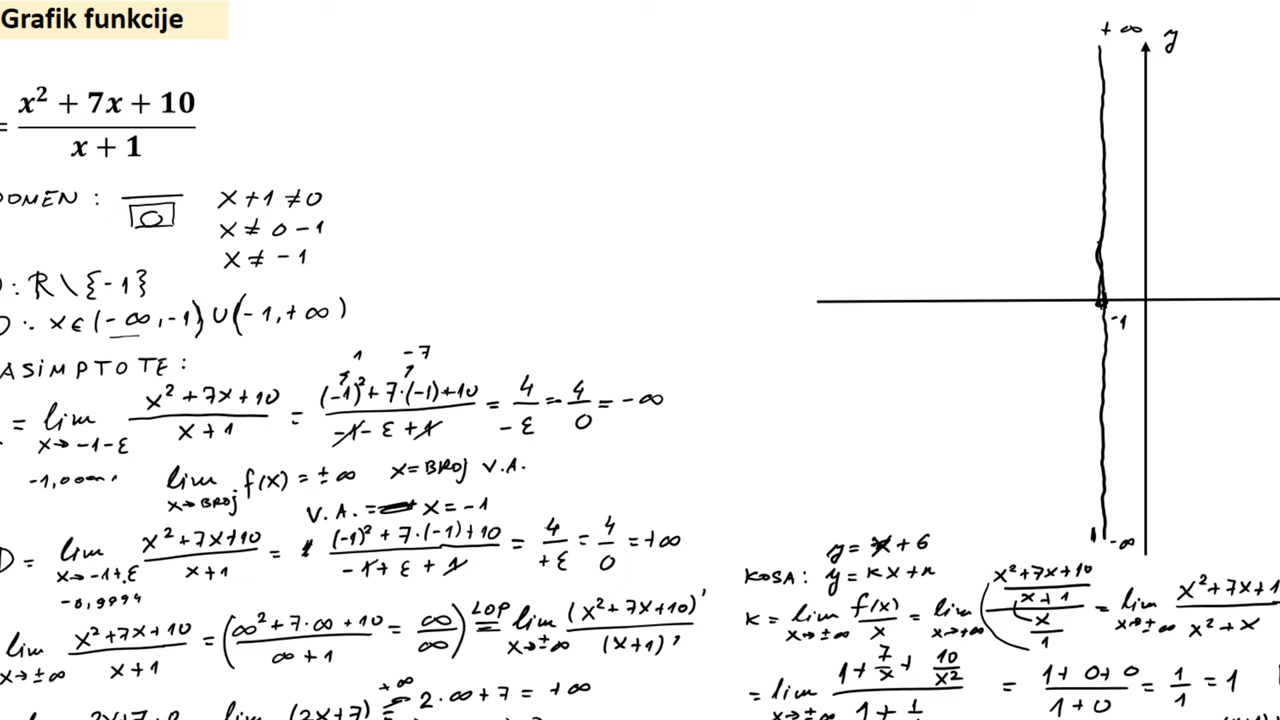 Grafik funkcije
= x² + 7x + 10 / x + 1
DOMEN : x+1 ≠ 0
x ≠ 0-1
x ≠ -1
D : R \ {-1}
D : x ∈ (-∞, -1) ∪ (-1, +∞)
ASIMPTOTE :
1 -7
= lim x→-1-ε x²+7x+10 / x+1 = (-1)²+7·(-1)+10 / -1-ε+1 = 4 / -ε = 4 / 0 = -∞
lim x→BROJ f(x) = ±∞ x=BROJ V.A.
V.A. = x = -1
D = lim x→-1+ε x²+7x+10 / x+1 = (-1)²+7·(-1)+10 / -1+ε+1 = 4 / +ε = 4 / 0 = +∞
-0,9994
lim x→±∞ x²+7x+10 / x+1 = (∞²+7·∞+10 / ∞+1 = ∞ / ∞) LOP = lim x→±∞ (x²+7x+10)' / (x+1)'
+∞ = 2·∞+7 = +∞
lim (2x+7)
+∞ y
-1
-∞
y = x+6
KOSA : y = kx+n
k = lim x→±∞ f(x) / x = lim x→+∞ (x²+7x+10 / x+1 / x / 1 = lim x→±∞ x²+7x+1 / x²+x
= lim x→±∞ 1+7/x+10/x² / 1+1 = 1+0+0 / 1+0 = 1 / 1 = 1